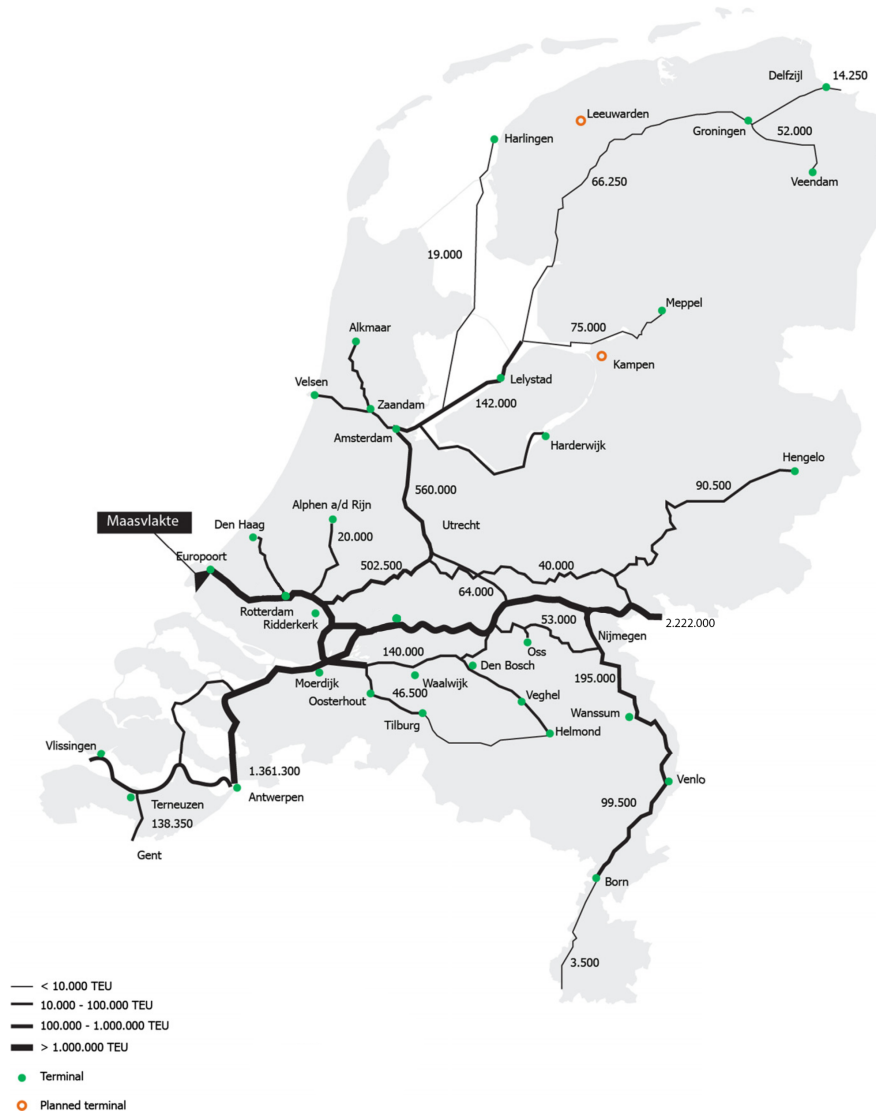 Delfzijl
14.250
Leeuwarden
Groningen
52.000
Harlingen
Veendam
66.250
19.000
Meppel
75.000
Alkmaar
Kampen
Velsen
Lelystad
Zaandam
142.000
Amsterdam
Harderwijk
Hengelo
560.000
90.500
Alphen a/d Rijn
Maasvlakte
Den Haag
Utrecht
20.000
Europoort
502.500
40.000
64.000
Rotterdam
Ridderkerk
53.000
2.222.000
Nijmegen
140.000
Oss
Den Bosch
Moerdijk
Waalwijk
195.000
46.500
Oosterhout
Veghel
Tilburg
Wanssum
Helmond
Vlissingen
1.361.300
Venlo
Antwerpen
Terneuzen
99.500
138.350
Gent
Born
3.500
< 10.000 TEU
10.000 - 100.000 TEU
100.000 - 1.000.000 TEU
> 1.000.000 TEU
Terminal
Planned terminal